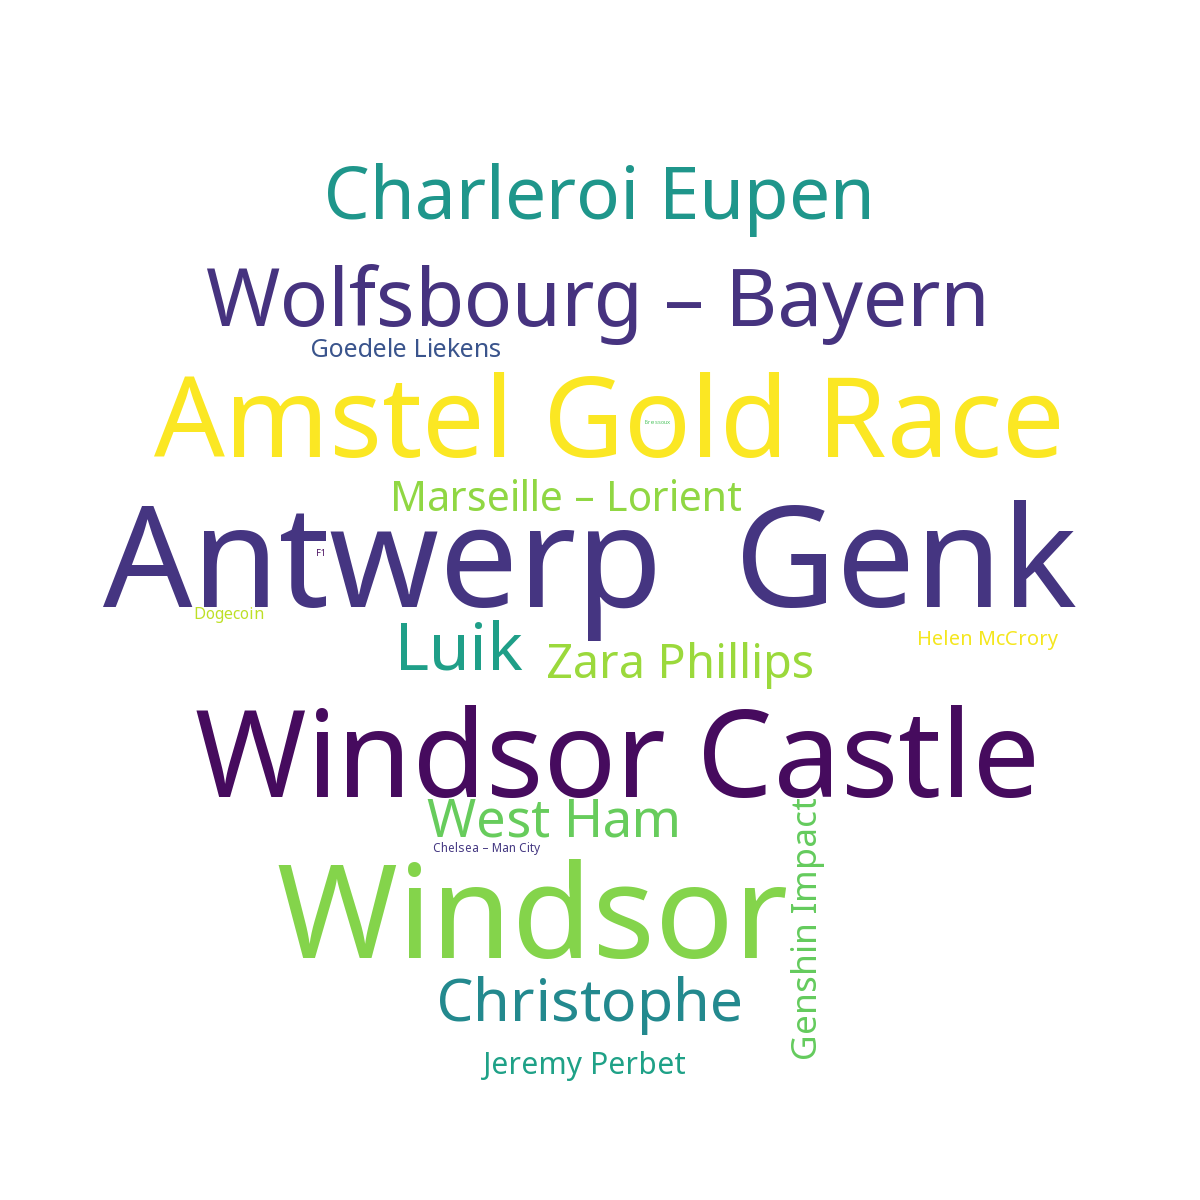 Charleroi Eupen
Wolfsbourg – Bayern
Goedele Liekens
Amstel Gold Race
Bressoux
Marseille – Lorient
Antwerp Genk
F1
Dogecoin
Luik
Zara Phillips
Helen McCrory
Windsor Castle
West Ham
Chelsea – Man City
Genshin Impact
Windsor
Christophe
Jeremy Perbet